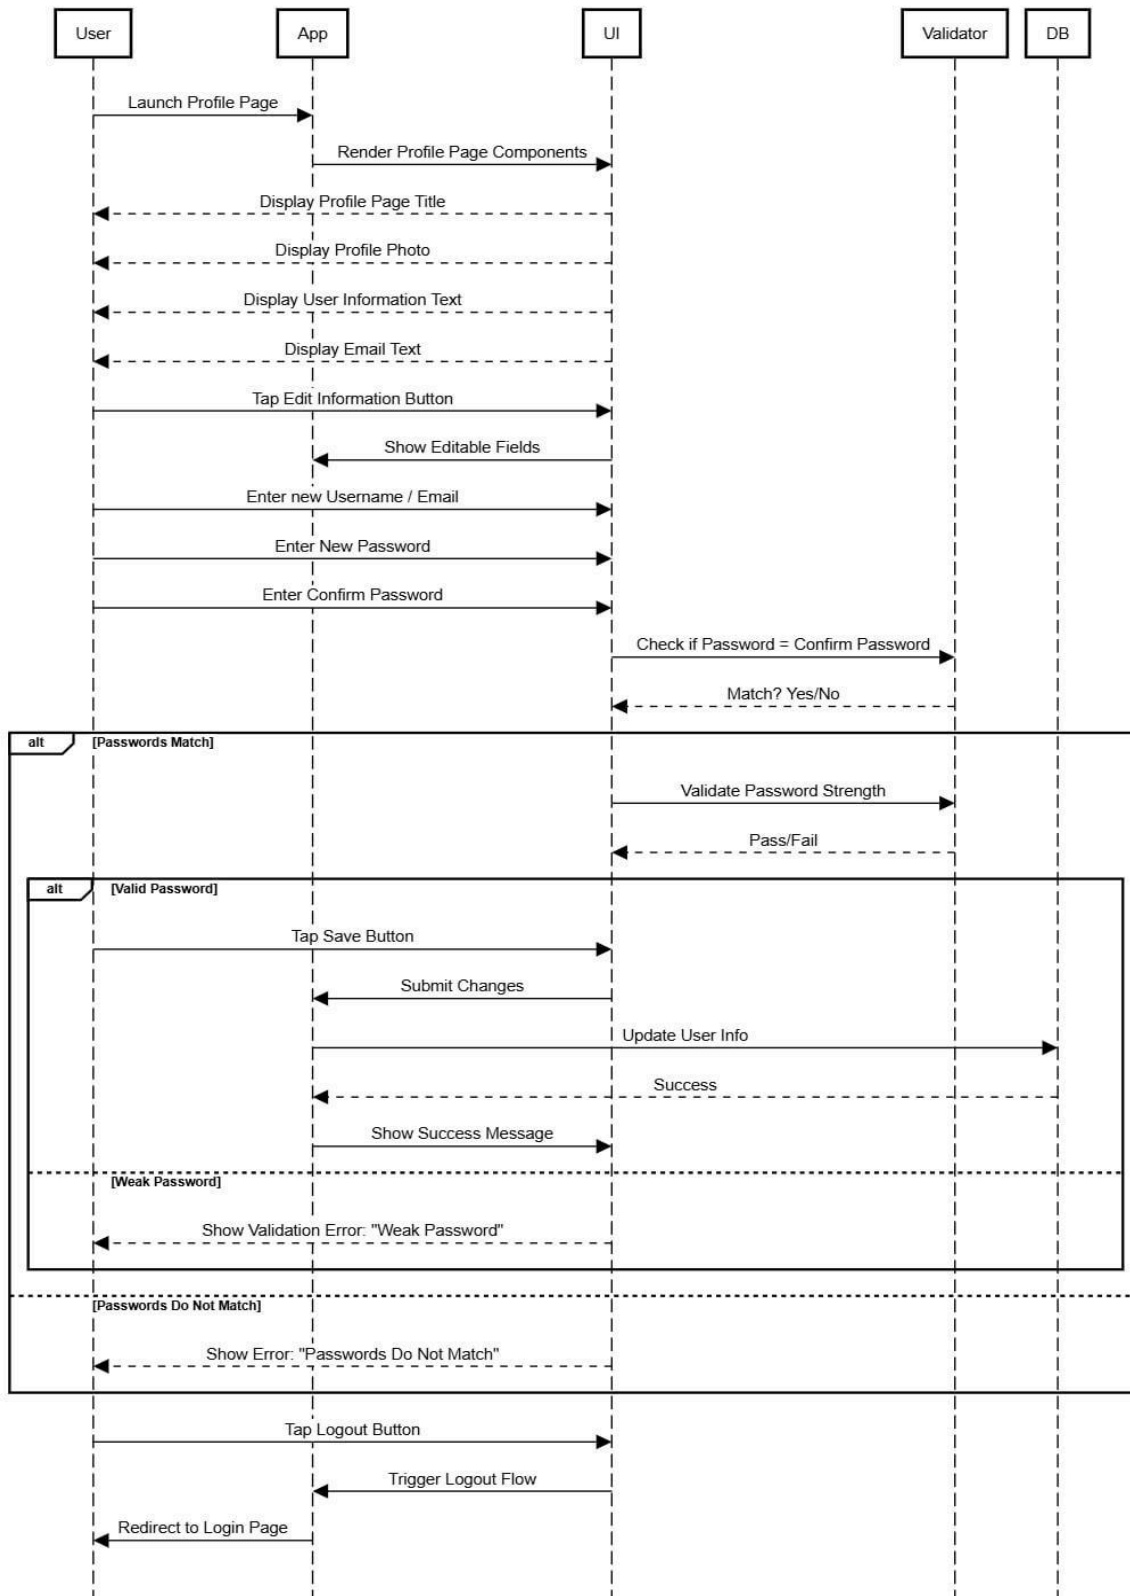 User
App
UI
Validator
DB
Launch Profile Page
Render Profile Page Components
Display Profile Page Title
Display Profile Photo
Display User Information Text
Display Email Text
Tap Edit Information Button
Show Editable Fields
Enter new Username / Email
Enter New Password
Enter Confirm Password
Check if Password = Confirm Password
Match? Yes/No
alt [Passwords Match]
Validate Password Strength
Pass/Fail
alt [Valid Password]
Tap Save Button
Submit Changes
Update User Info
Success
Show Success Message
[Weak Password]
Show Validation Error: "Weak Password"
[Passwords Do Not Match]
Show Error: "Passwords Do Not Match"
Tap Logout Button
Trigger Logout Flow
Redirect to Login Page